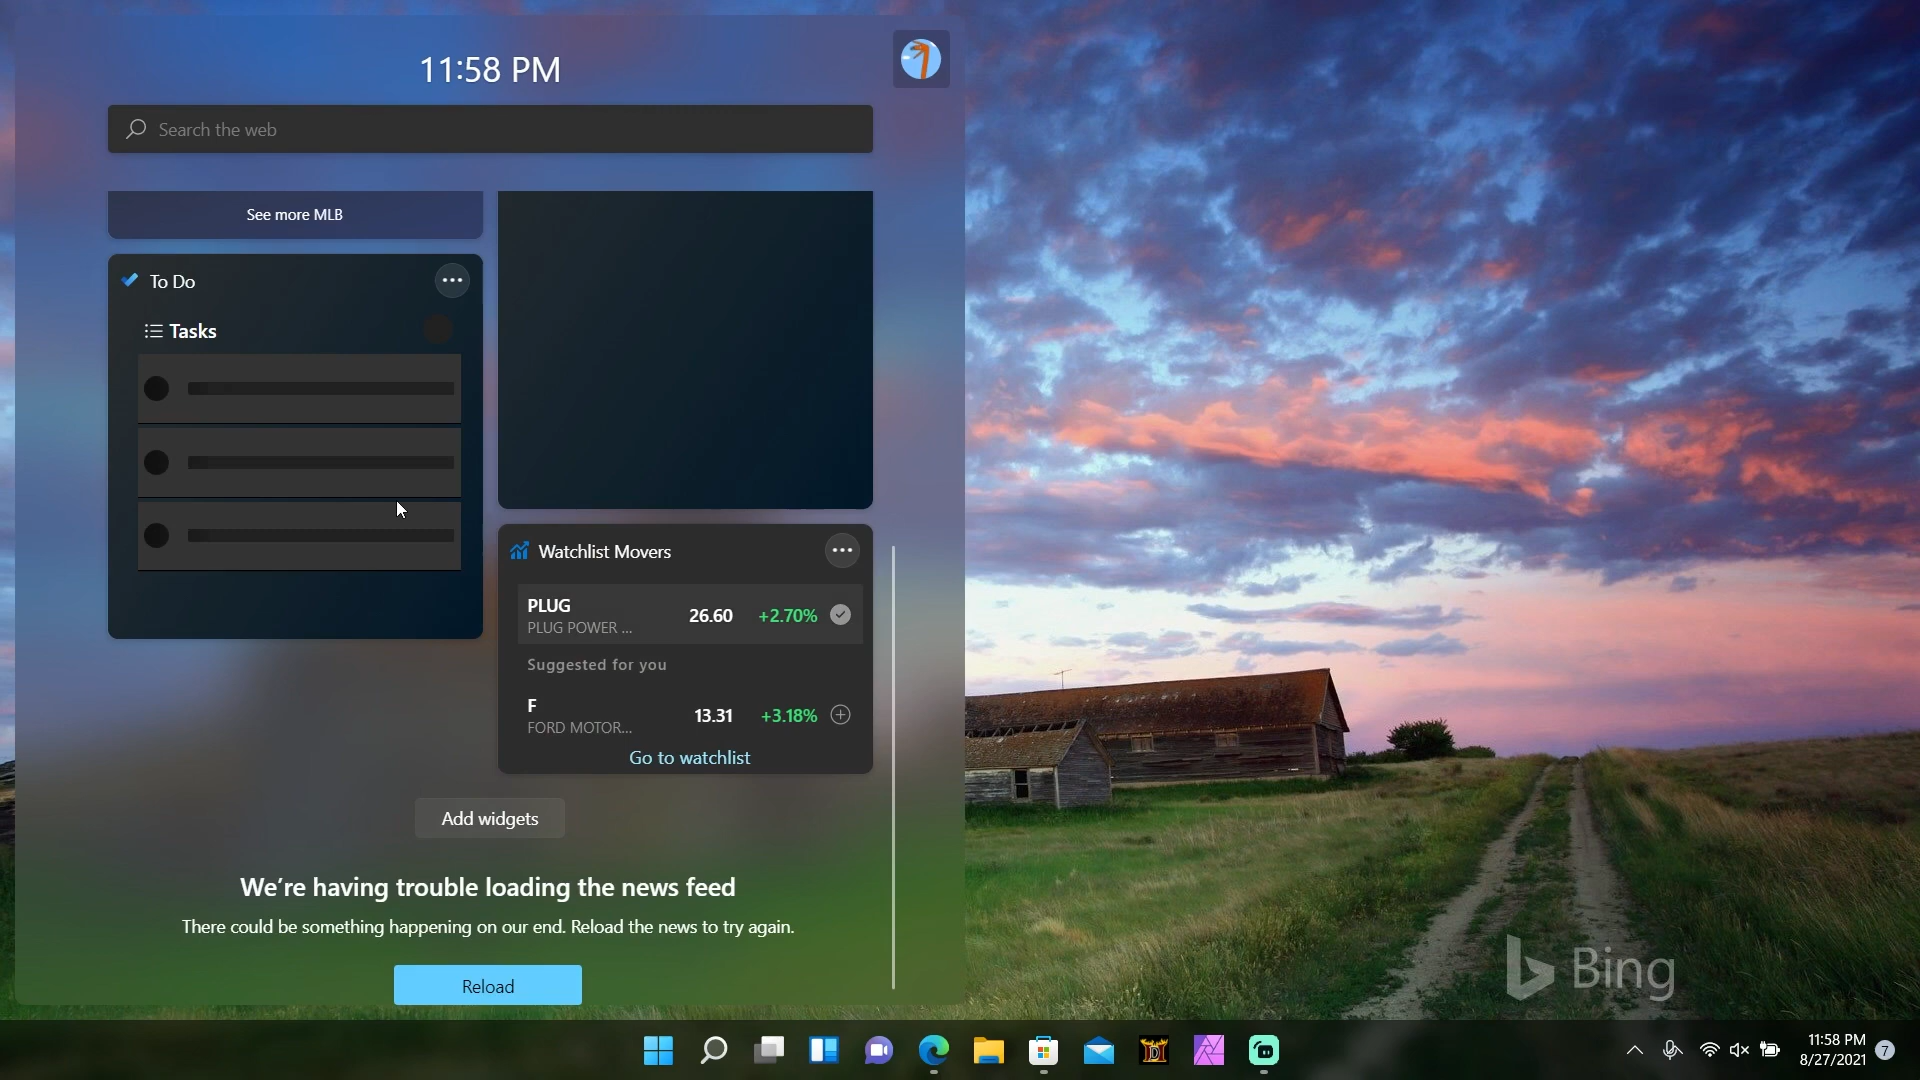 11:58 PM
Search the web
See more MLB
To Do
Tasks
Watchlist Movers
PLUG
26.60
+2.70%
PLUG POWER ...
Suggested for you
F
13.31
+3.18%
FORD MOTOR...
Go to watchlist
Add widgets
We're having trouble loading the news feed
There could be something happening on our end. Reload the news to try again.
Reload
Bing
11:58 PM
8/27/2021
7